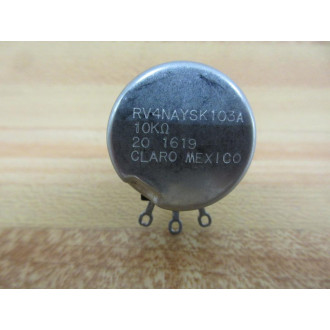 RV4NAYSK103A
10KΩ
20 1619
CLARO MEXICO